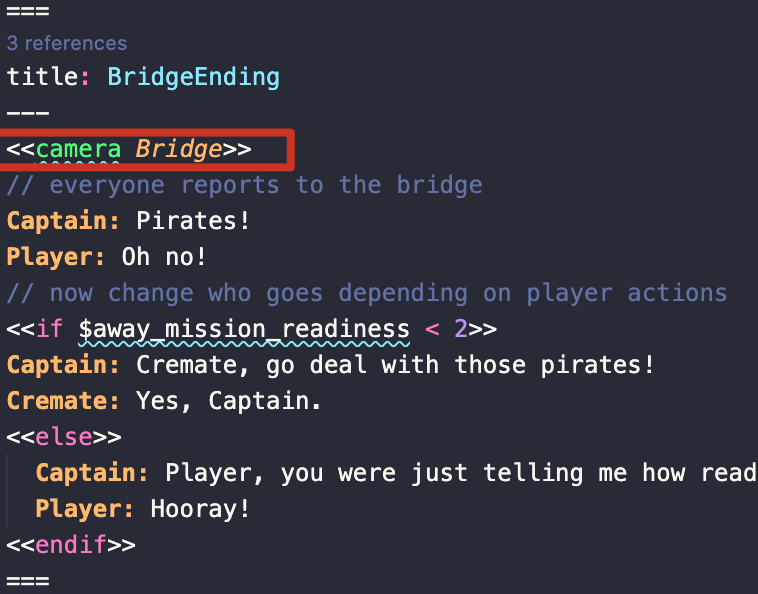 ===
3 references
title: BridgeEnding
---
<<camera Bridge>>
// everyone reports to the bridge
Captain: Pirates!
Player: Oh no!
// now change who goes depending on player actions
<<if $away_mission_readiness < 2>>
Captain: Cremate, go deal with those pirates!
Cremate: Yes, Captain.
<<else>>
Captain: Player, you were just telling me how read
Player: Hooray!
<<endif>>
===